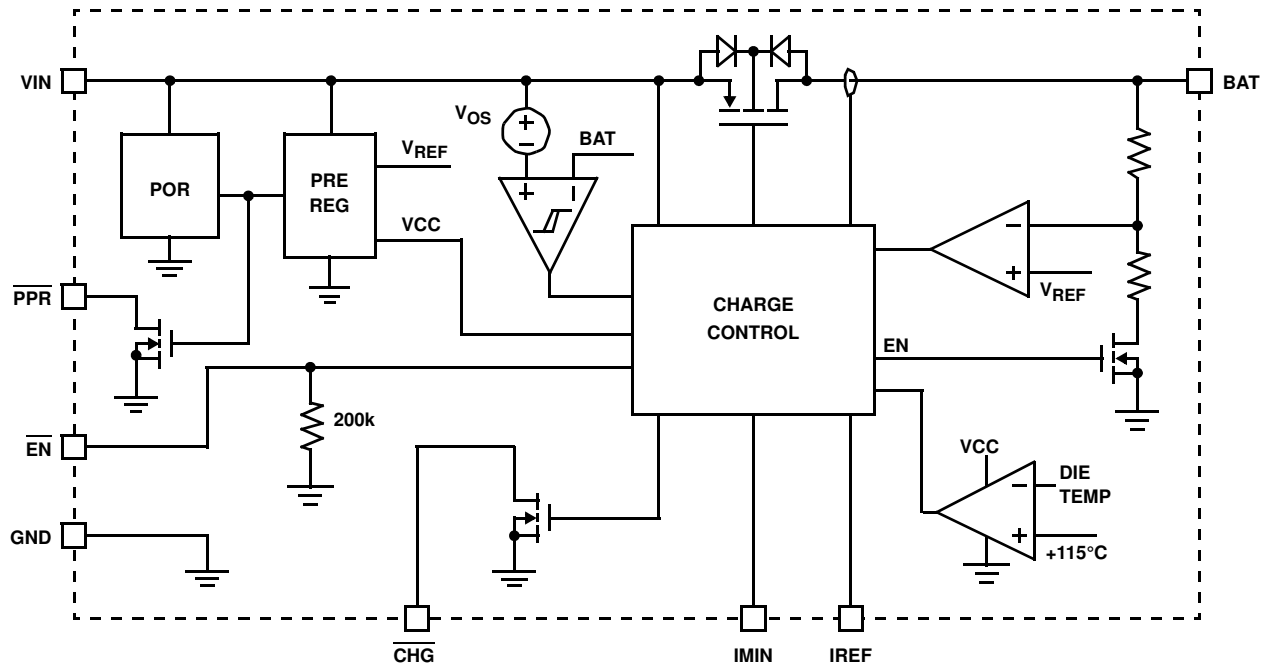 VIN
BAT
VOS
+
−
BAT
+
−
POR
PRE
REG
VREF
VCC
−
+
VREF
CHARGE
CONTROL
PPR
EN
EN
200k
VCC
−
DIE
TEMP
+
+115°C
GND
CHG
IMIN
IREF